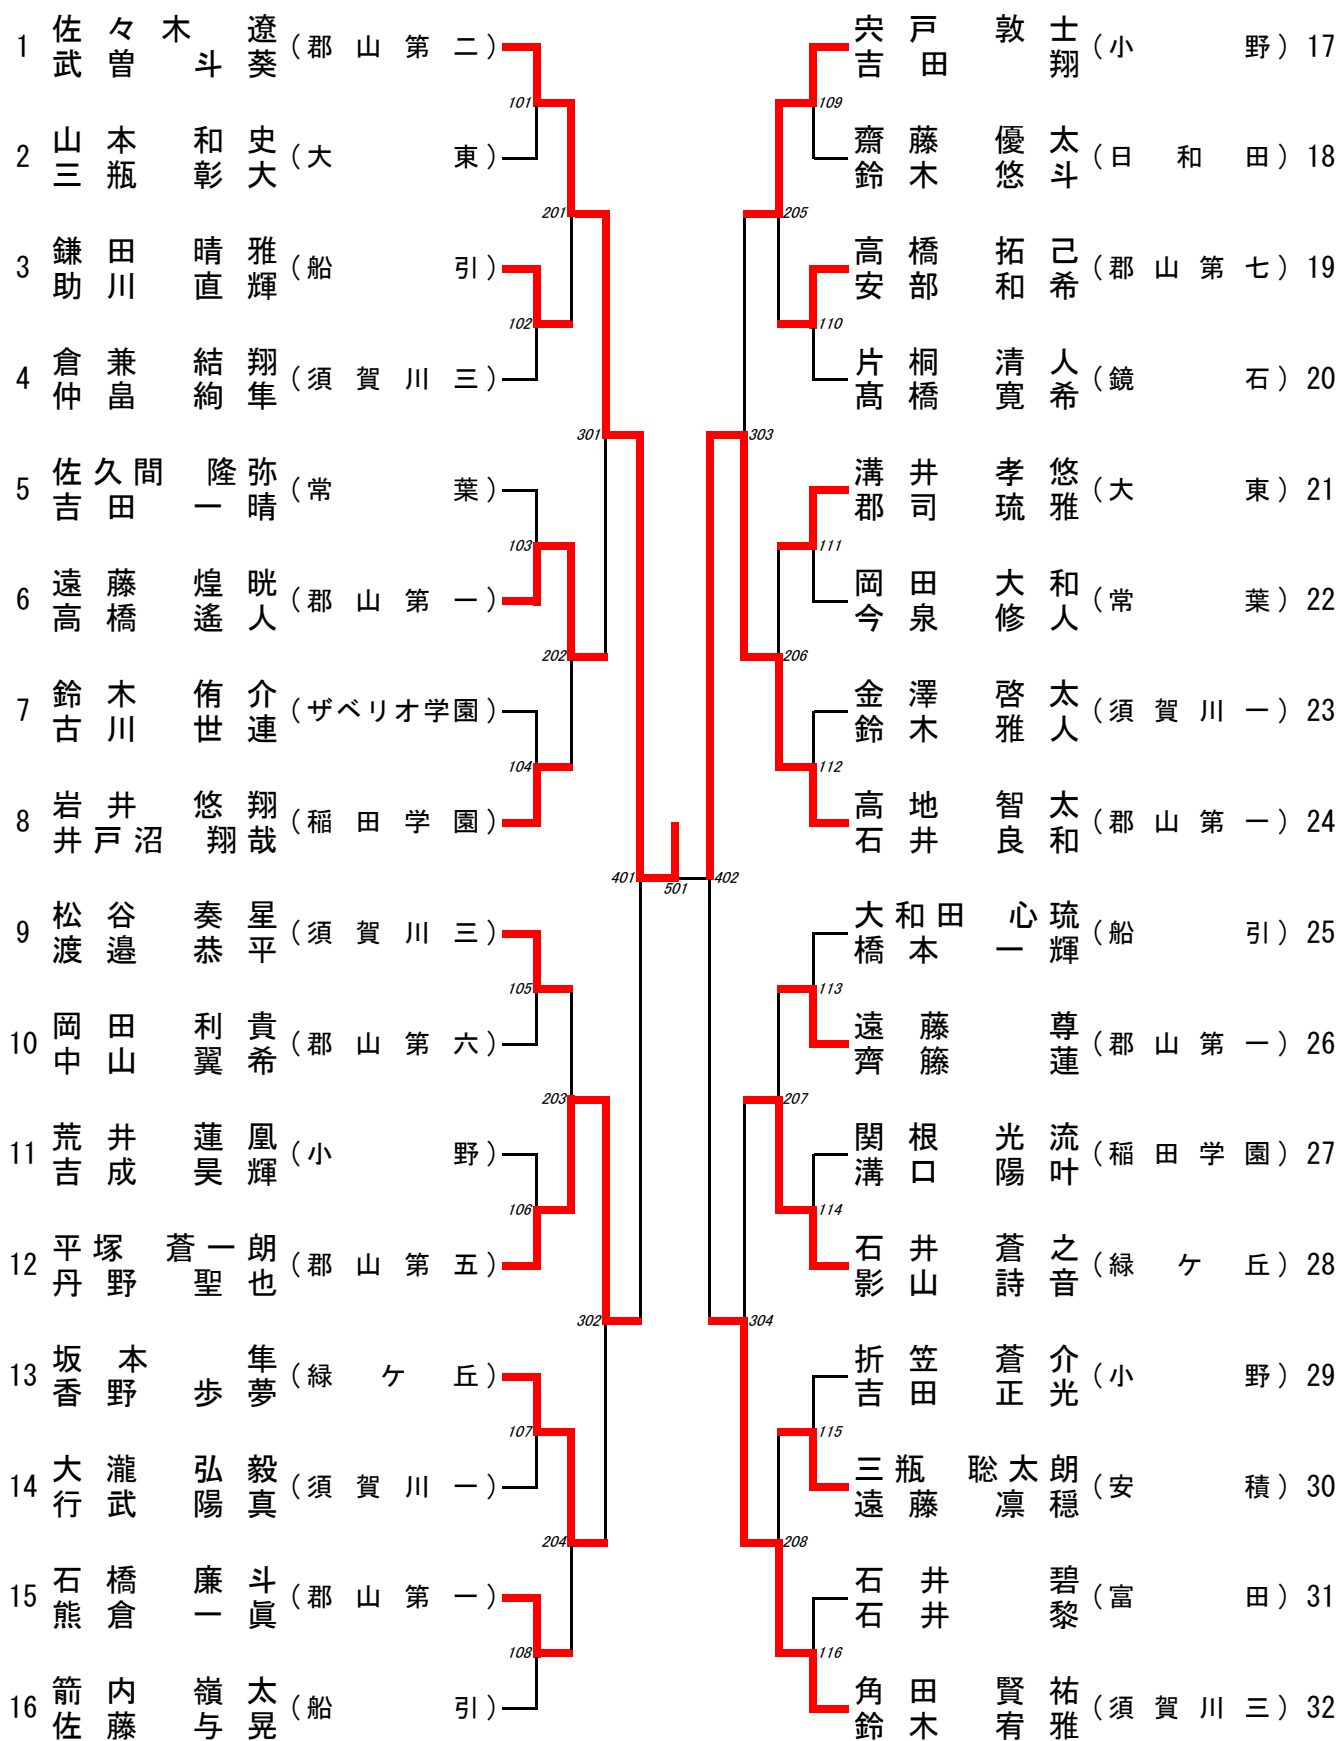 1 佐々木 遼 (郡山第二)
武曽 斗葵
101
2 山本 和史 (大東)
三瓶 彰大
201
3 鎌田 晴雅 (船引)
助川 直輝
102
4 倉兼 結翔 (須賀川三)
仲畠 絢隼
301
5 佐久間 隆弥 (常葉)
吉田 一晴
103
6 遠藤 煌晄 (郡山第一)
高橋 遙人
202
7 鈴木 侑介 (ザベリオ学園)
古川 世連
104
8 岩井 悠翔 (稲田学園)
井戸沼 翔哉
401
501
402
9 松谷 奏星 (須賀川三)
渡邉 恭平
105
10 岡田 利貴 (郡山第六)
中山 翼希
203
11 荒井 蓮凰 (小野)
吉成 昊輝
106
12 平塚 蒼一朗 (郡山第五)
丹野 聖也
302
13 坂本 隼 (緑ケ丘)
香野 歩夢
107
14 大瀧 弘毅 (須賀川一)
行武 陽真
204
15 石橋 廉斗 (郡山第一)
熊倉 一眞
108
16 箭内 嶺太 (船引)
佐藤 与晃
宍戸 敦士 (小野) 17
吉田 翔
109
齋藤 優太 (日和田) 18
鈴木 悠斗
205
高橋 拓己 (郡山第七) 19
安部 和希
110
片桐 清人 (鏡石) 20
髙橋 寛希
303
溝井 孝悠 (大東) 21
郡司 琉雅
111
岡田 大和 (常葉) 22
今泉 修人
206
金澤 啓太 (須賀川一) 23
鈴木 雅人
112
高地 智太 (郡山第一) 24
石井 良和
大和田 心琉 (船引) 25
橋本 一輝
113
遠藤 尊 (郡山第一) 26
齊籐 蓮
207
関根 光流 (稲田学園) 27
溝口 陽叶
114
石井 蒼之 (緑ケ丘) 28
影山 詩音
304
折笠 蒼介 (小野) 29
吉田 正光
115
三瓶 聡太朗 (安積) 30
遠藤 凛穏
208
石井 碧 (富田) 31
石井 黎
116
角田 賢祐 (須賀川三) 32
鈴木 宥雅